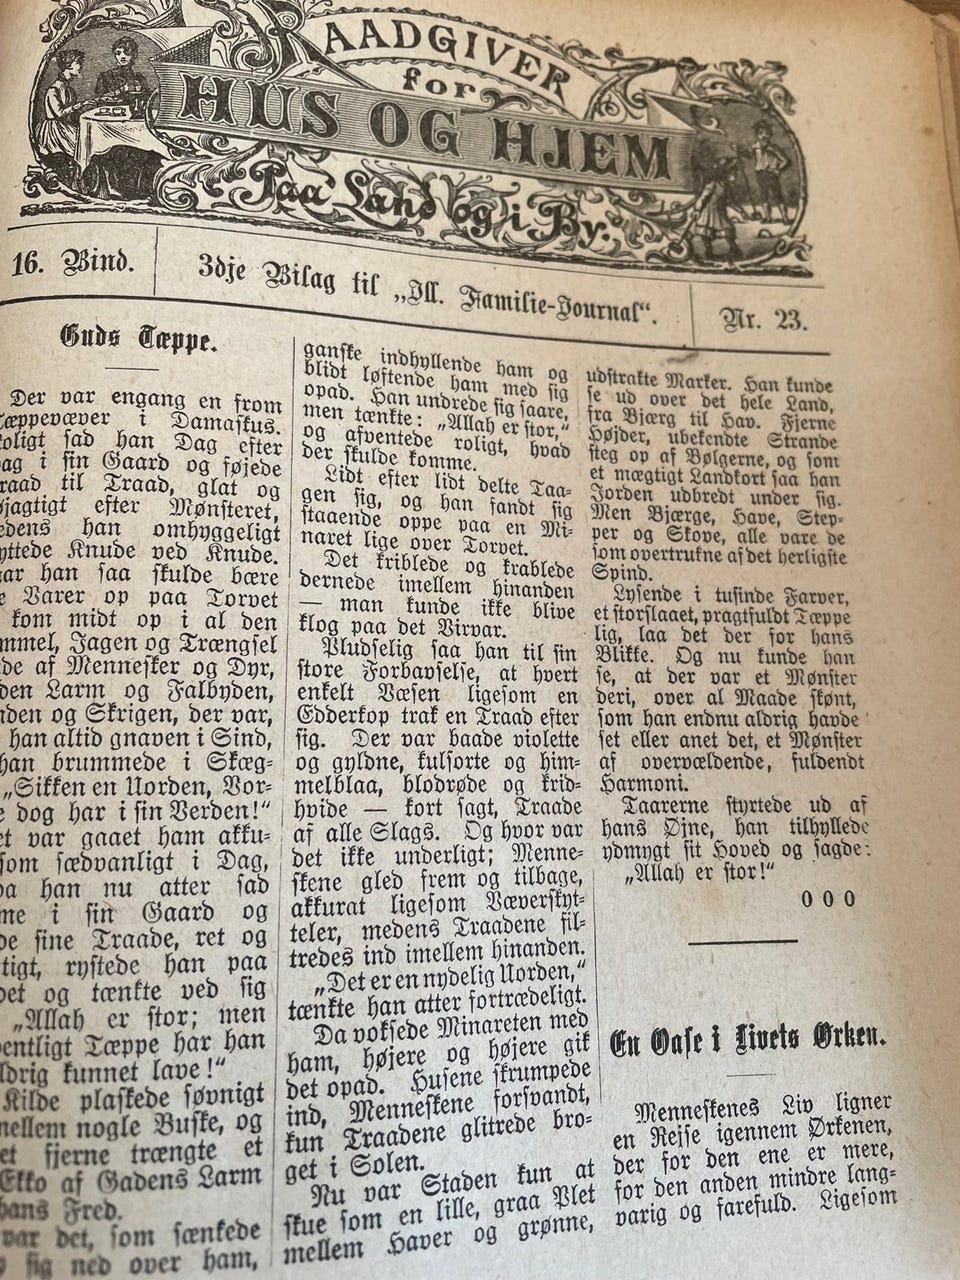 RAADGIVER
for
HUS OG HJEM
Paa Land og i By.
16. Bind.
3dje Bilag til „Ill. Familie-Journal“.
Nr. 23.
Guds Tæppe.
Der var engang en from
Tæppevæver i Damaskus.
oligt sad han Dag efter
ag i sin Gaard og føjede
raad til Traad, glat og
øjagtigt efter Mønsteret,
edens han omhyggeligt
yttede Knude ved Knude.
ar han saa skulde bære
e Varer op paa Torvet
kom midt op i al den
mmel, Jagen og Trængsel
de af Mennesker og Dyr,
den Larm og Falbyden,
nden og Skrigen, der var,
han altid gnaven i Sind,
han brummede i Skæg-
„Sikken en Uorden, Vor-
e dog har i sin Verden!“
et var gaaet ham akku-
som sædvanligt i Dag,
da han nu atter sad
me i sin Gaard og
de sine Traade, ret og
tigt, rystede han paa
et og tænkte ved sig
„Allah er stor; men
entligt Tæppe har han
ldrig kunnet lave!“
Kilde plaskede søvnigt
mellem nogle Buske, og
et fjerne trængte et
Ekko af Gadens Larm
hans Fred.
var det, som sænkede
sig ned over ham,
ganske indhyllende ham og
blidt løftende ham med sig
opad. Han undrede sig saare,
men tænkte: „Allah er stor,“
og afventede roligt, hvad
der skulde komme.
Lidt efter lidt delte Taa-
gen sig, og han fandt sig
staaende oppe paa en Mi-
naret lige over Torvet.
Det kriblede og krablede
dernede imellem hinanden
— man kunde ikke blive
klog paa det Virvar.
Pludselig saa han til sin
store Forbavselse, at hvert
enkelt Væsen ligesom en
Edderkop trak en Traad efter
sig. Der var baade violette
og gyldne, kulsorte og him-
melblaa, blodrøde og krid-
hvide — kort sagt, Traade
af alle Slags. Og hvor var
det ikke underligt; Menne-
skene gled frem og tilbage,
akkurat ligesom Væverskyt-
teler, medens Traadene fil-
tredes ind imellem hinanden.
„Det er en nydelig Uorden,“
tænkte han atter fortrædeligt.
Da voksede Minareten med
ham, højere og højere gik
det opad. Husene skrumpede
ind, Menneskene forsvandt,
kun Traadene glitrede bro-
get i Solen.
Nu var Staden kun at
skue som en lille, graa Plet
mellem Haver og grønne,
udstrakte Marker. Han kunde
se ud over det hele Land,
fra Bjærg til Hav. Fjerne
Højder, ubekendte Strande
steg op af Bølgerne, og som
et mægtigt Landkort saa han
Jorden udbredt under sig.
Men Bjærge, Have, Step-
per og Skove, alle vare de
som overtrukne af det herligste
Spind.
Lysende i tusinde Farver,
et storslaaet, pragtfuldt Tæppe
lig, laa det der for hans
Blikke. Og nu kunde han
se, at der var et Mønster
deri, over al Maade skønt,
som han endnu aldrig havde
set eller anet det, et Mønster
af overvældende, fuldendt
Harmoni.
Taarerne styrtede ud af
hans Øjne, han tilhyllede
ydmygt sit Hoved og sagde:
„Allah er stor!“
0 0 0
En Oase i Livets Ørken.
Menneskenes Liv ligner
en Rejse igennem Ørkenen,
der for den ene er mere,
for den anden mindre lang-
varig og farefuld. Ligesom